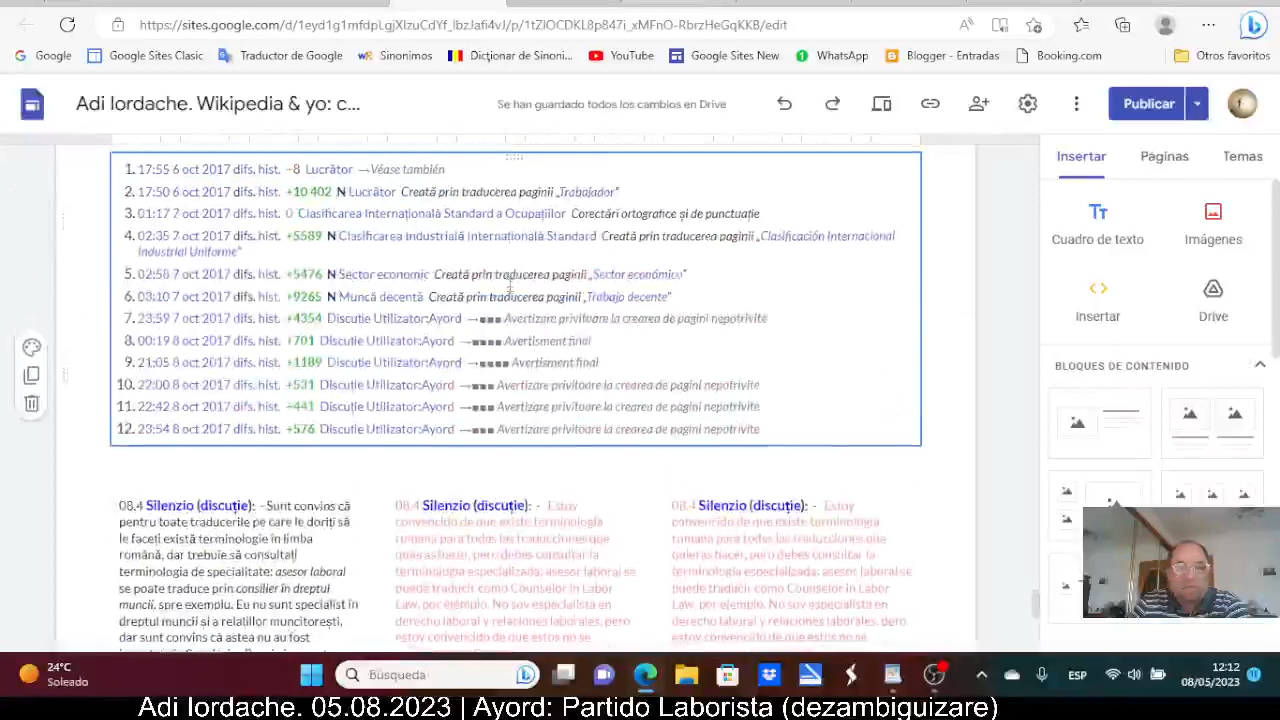 https://sites.google.com/d/1eyd1g1mfdpLgjXIzuCdYf_lbzJafi4vJ/p/1tZIOCDKL8p847i_xMFnO-RbrzHeGqKKB/edit
Google Google Sites Clasic Traductor de Google Sinonimos Dicționar de Sinoni... YouTube Google Sites New WhatsApp Blogger - Entradas Booking.com Otros favoritos
Adi Iordache. Wikipedia & yo: c... Se han guardado todos los cambios en Drive Publicar
Insertar Páginas Temas
1. 17:55 6 oct 2017 difs. hist. −8 Lucrător →Véase también
2. 17:50 6 oct 2017 difs. hist. +10 402 N Lucrător Creată prin traducerea paginii „Trabajador”
3. 01:17 7 oct 2017 difs. hist. 0 Clasificarea Internațională Standard a Ocupațiilor Corectări ortografice și de punctuație
4. 02:35 7 oct 2017 difs. hist. +5589 N Clasificarea Industrială Internațională Standard Creată prin traducerea paginii „Clasificación Internacional
Industrial Uniforme”
5. 02:58 7 oct 2017 difs. hist. +5476 N Sector economic Creată prin traducerea paginii „Sector económico”
6. 03:10 7 oct 2017 difs. hist. +9265 N Muncă decentă Creată prin traducerea paginii „Trabajo decente”
7. 23:59 7 oct 2017 difs. hist. +4354 Discuție Utilizator:Ayord → Avertizare privitoare la crearea de pagini nepotrivite
8. 00:19 8 oct 2017 difs. hist. +701 Discuție Utilizator:Ayord → Avertisment final
9. 21:05 8 oct 2017 difs. hist. +1189 Discuție Utilizator:Ayord → Avertisment final
10. 22:00 8 oct 2017 difs. hist. +531 Discuție Utilizator:Ayord → Avertizare privitoare la crearea de pagini nepotrivite
11. 22:42 8 oct 2017 difs. hist. +441 Discuție Utilizator:Ayord → Avertizare privitoare la crearea de pagini nepotrivite
12. 23:54 8 oct 2017 difs. hist. +576 Discuție Utilizator:Ayord → Avertizare privitoare la crearea de pagini nepotrivite
Cuadro de texto Imágenes
Insertar Drive
BLOQUES DE CONTENIDO
08.4 Silenzio (discuție): - Sunt convins că
pentru toate traducerile pe care le doriți să
le faceți există terminologie în limba
română, dar trebuie să consultați
terminologia de specialitate: asesor laboral
se poate traduce prin consilier în dreptul
muncii, spre exemplu. Eu nu sunt specialist în
dreptul muncii și a relațiilor muncitorești,
dar sunt convins că astea nu au fost
08.4 Silenzio (discuție): - Estoy
convencido de que existe terminología
rumana para todas las traducciones que
quieras hacer, pero debes consultar la
terminología especializada: asesor laboral se
puede traducir como Counselor in Labor
Law, por ejemplo. No soy especialista en
derecho laboral y relaciones laborales, pero
estoy convencido de que estos no se
08.4 Silenzio (discuție): - Estoy
convencido de que existe terminología
rumana para todas las traducciones que
quieras hacer, pero debes consultar la
terminología especializada: asesor laboral se
puede traducir como Counselor in Labor
Law, por ejemplo. No soy especialista en
derecho laboral y relaciones laborales, pero
estoy convencido de que estos no se
24°C
Soleado
Búsqueda
ESP
12:12
08/05/2023
Adi Iordache. 05.08.2023 | Ayord: Partido Laborista (dezambiguizare)